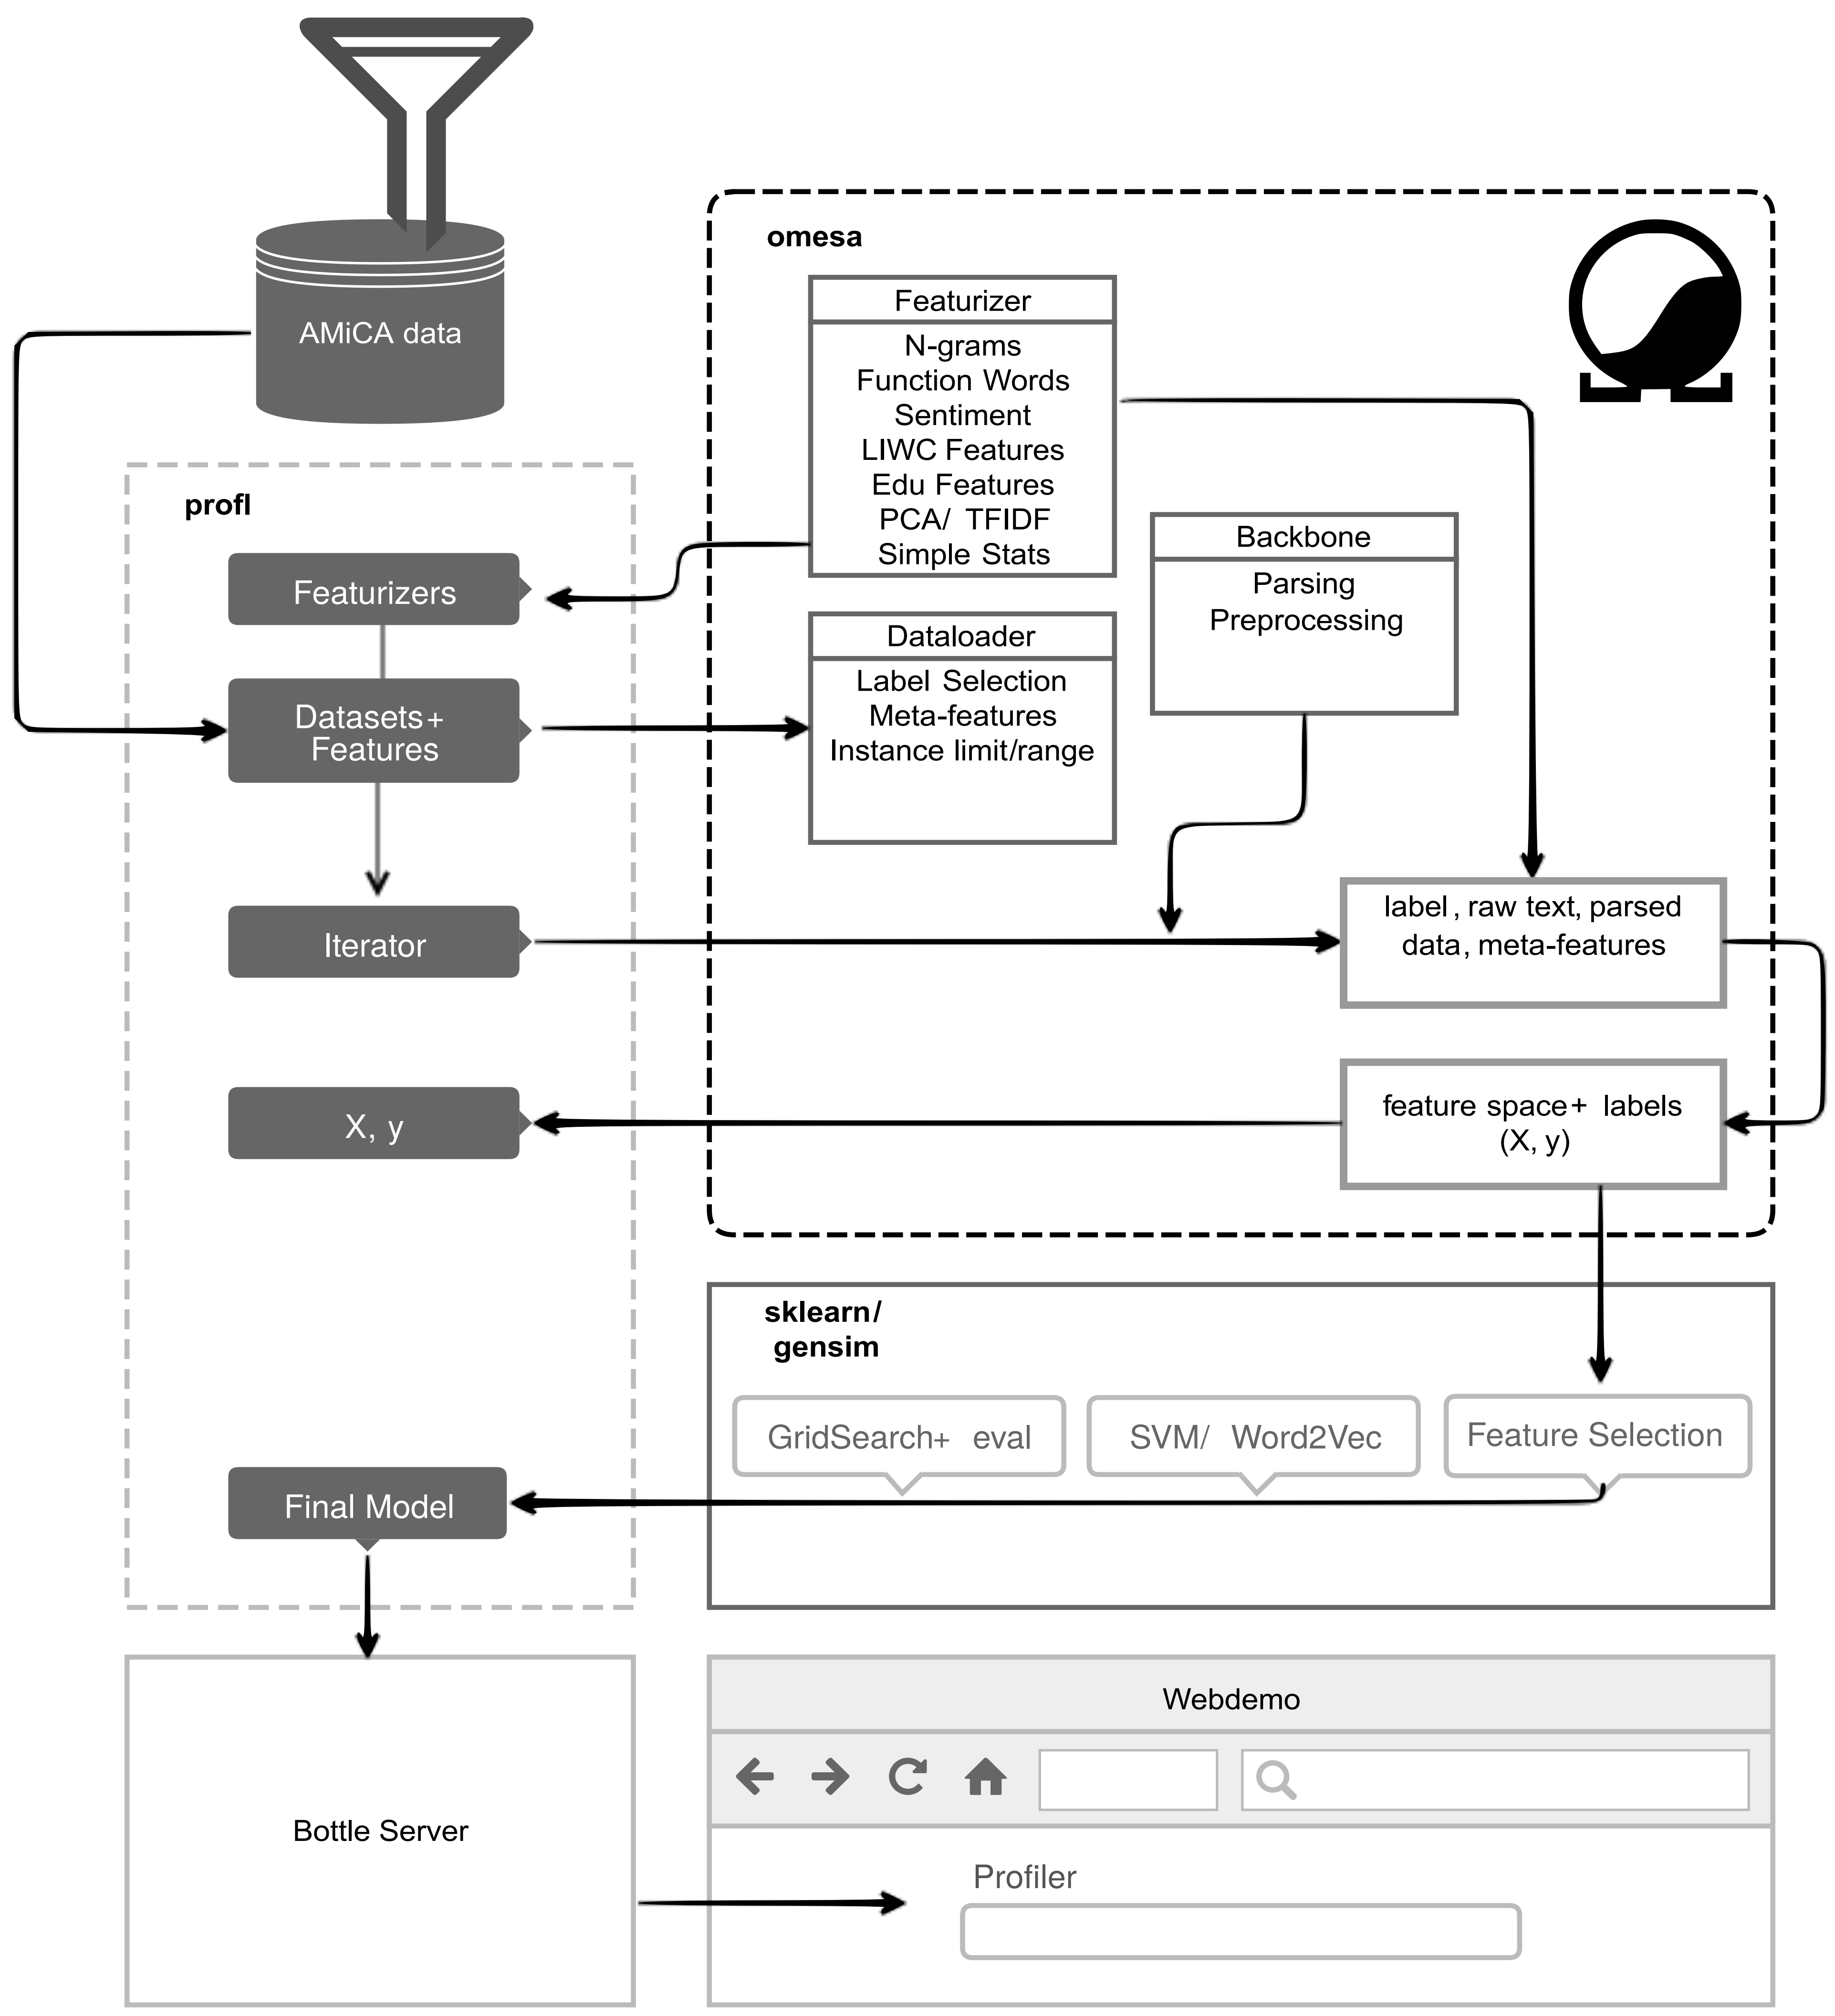 AMiCA data
profl
Featurizers
Datasets+
Features
Iterator
X, y
Final Model
omesa
Featurizer
N-grams
Function Words
Sentiment
LIWC Features
Edu Features
PCA/ TFIDF
Simple Stats
Dataloader
Label Selection
Meta-features
Instance limit/range
Backbone
Parsing
Preprocessing
label, raw text, parsed
data, meta-features
feature space+ labels
(X, y)
sklearn/
gensim
GridSearch+ eval
SVM/ Word2Vec
Feature Selection
Bottle Server
Webdemo
Profiler